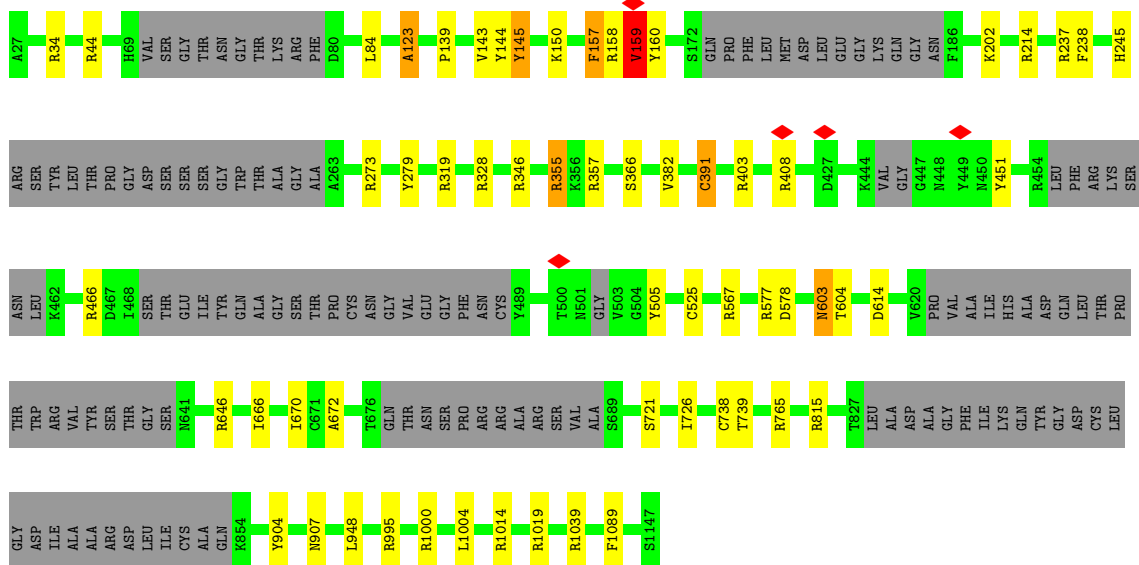 A27 R34 R44 H69 VAL SER GLY THR ASN GLY THR LYS ARG PHE D80 L84 A123 P139 V143 Y144 Y145 K150 F157 R158 V159 Y160 S172 GLN PRO PHE LEU MET ASP LEU GLU GLY LYS GLN GLY ASN F186 K202 R214 R237 F238 H245
ARG SER TYR LEU THR PRO GLY ASP SER SER SER GLY TRP THR ALA GLY ALA A263 R273 Y279 R319 R328 R346 R355 K356 R357 S366 V382 C391 R403 R408 D427 K444 VAL GLY G447 N448 Y449 N450 Y451 R454 LEU PHE ARG LYS SER
ASN LEU K462 R466 D467 I468 SER THR GLU ILE TYR GLN ALA GLY SER THR PRO CYS ASN GLY VAL GLU GLY PHE ASN CYS Y489 T500 N501 GLY V503 G504 Y505 C525 R567 R577 D578 N603 T604 D614 V620 PRO VAL ALA ILE HIS ALA ASP GLN LEU THR PRO
THR TRP ARG VAL TYR SER THR GLY SER N641 R646 I666 I670 C671 A672 T676 GLN THR ASN SER PRO ARG ARG ALA ARG SER VAL ALA S689 S721 I726 C738 T739 R765 R815 T827 LEU ALA ASP ALA GLY PHE ILE LYS GLN TYR GLY ASP CYS LEU
GLY ASP ILE ALA ALA ARG ASP LEU ILE CYS ALA GLN K854 Y904 N907 L948 R995 R1000 L1004 R1014 R1019 R1039 F1089 S1147